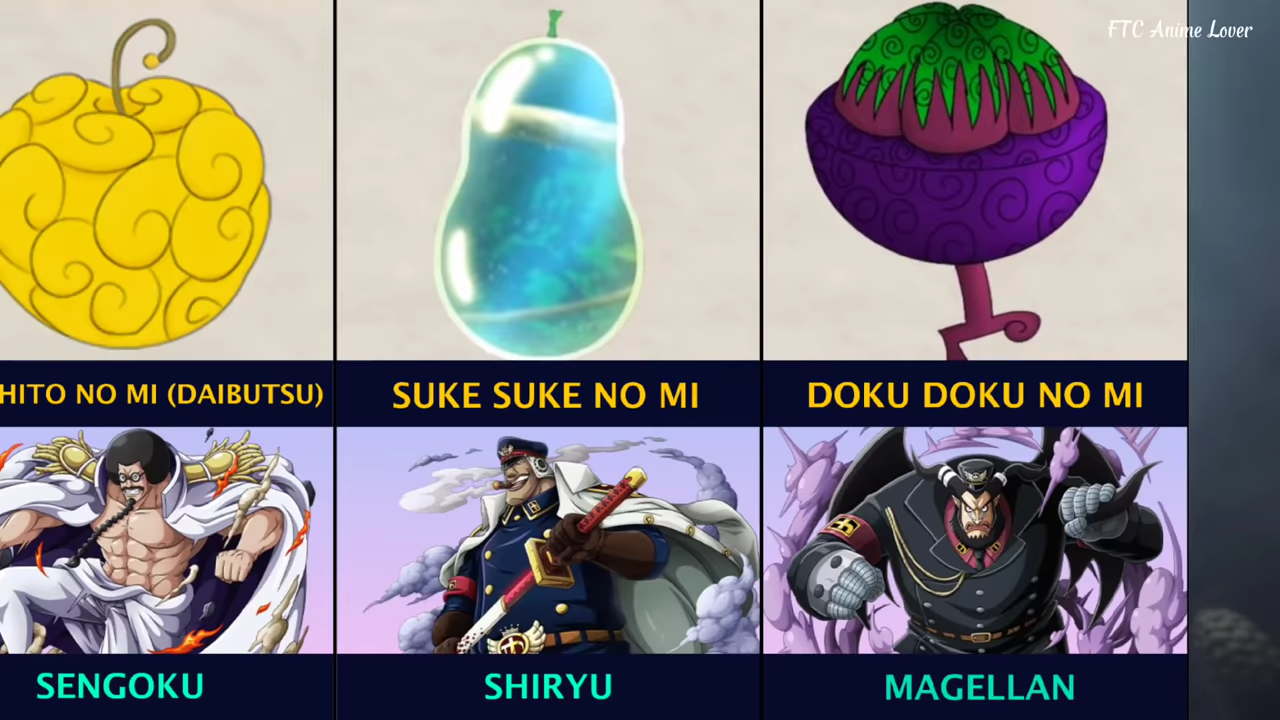 FTC Anime Lover
HITO NO MI (DAIBUTSU)
SUKE SUKE NO MI
DOKU DOKU NO MI
SENGOKU
SHIRYU
MAGELLAN